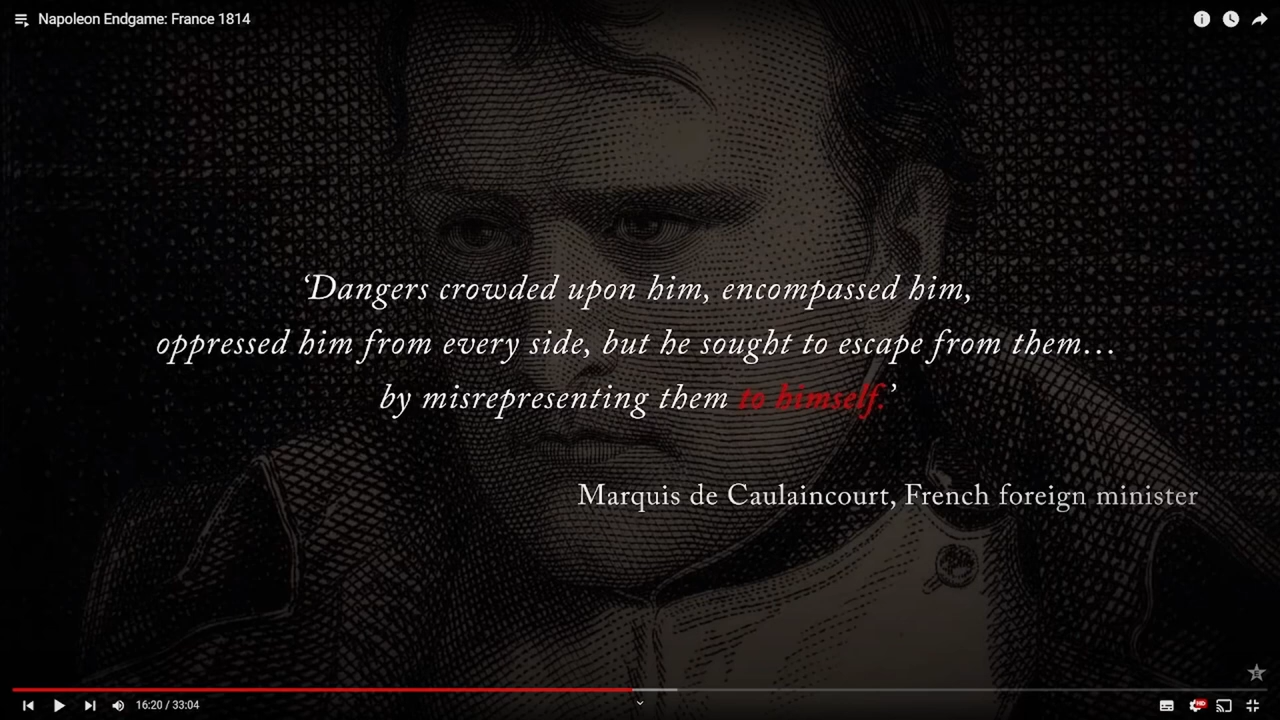 Napoleon Endgame: France 1814
‘Dangers crowded upon him, encompassed him,
oppressed him from every side, but he sought to escape from them…
by misrepresenting them to himself.’
Marquis de Caulaincourt, French foreign minister
16:20 / 33:04
HD